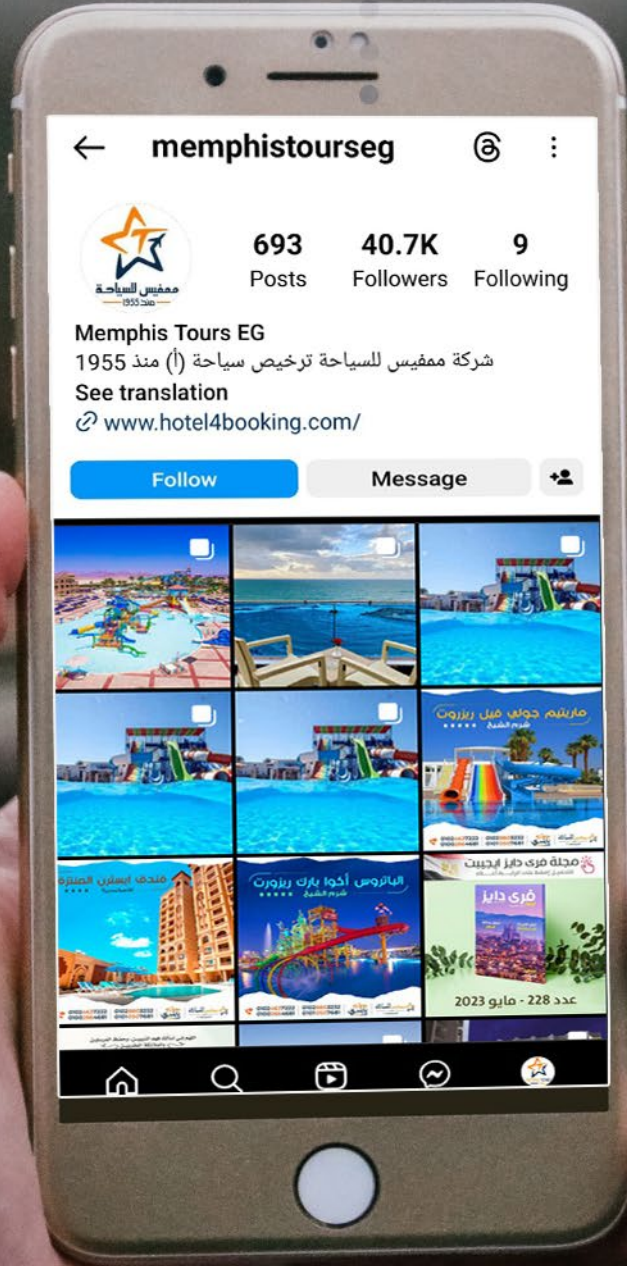 memphistourseg
ممفيس للسياحة
منذ 1955
693
40.7K
9
Posts
Followers
Following
Memphis Tours EG
شركة ممفيس للسياحة ترخيص سياحة (أ) منذ 1955
See translation
www.hotel4booking.com/
Follow
Message
ماريتيم جولي فيل ريزروت
شرم الشيخ
فندق ايسترن المنتزة
الباتروس أكوا بارك ريزورت
شرم الشيخ
مجلة فري دايز ايجيبت
فري دايز
عدد 228 - مايو 2023